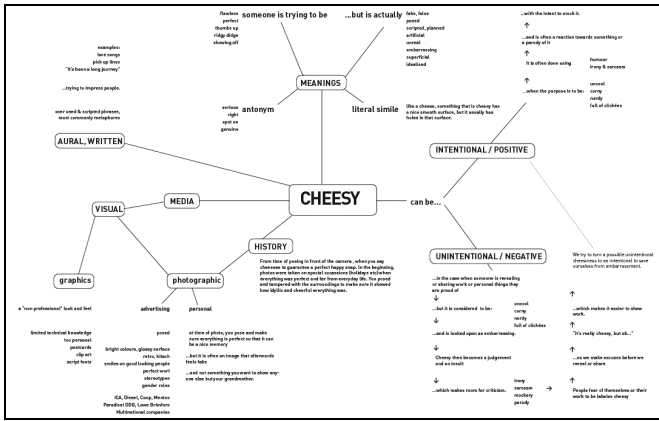 flawless
perfect
thumbs up
ridgy didge
showing off
someone is trying to be
...but is actually
fake, false
posed
scripted, planned
artificial
unreal
embarrassing
superficial
idealised
MEANINGS
antonym
serious
right
spot on
genuine
literal simile
like a cheese, something that is cheesy has
a nice smooth surface, but it usually has
holes in that surface.
examples:
love songs
pick up lines
"it's been a long journey"
...trying to impress people.
over used & scripted phrases,
most commonly metaphores
AURAL, WRITTEN
MEDIA
VISUAL
graphics
a "non professional" look and feel
limited technical knowledge
too personal
postcards
clip art
script fonts
photographic
advertising
posed
bright colours, glossy surface
retro, kitsch
smiles on good looking people
perfect worl
stereotypes
gender roles
ICA, Diesel, Coop, Mentos
Paradiset DDB, Lowe Brinfors
Multinational companies
personal
at time of photo, you pose and make
sure everything is perfect so that it can
be a nice memory
...but it is often an image that afterwards
feels fake
...and not something you want to show any-
one else but your grandmother.
CHEESY
HISTORY
From time of posing in front of the camera , when you say
cheeeese to guarantee a perfect happy snap. In the beginning,
photos were taken on special occassions (holidays etc) when
everything was perfect and far from everyday life. You posed
and tampered with the surroundings to make sure it showed
how idyllic and cheerful everything was.
can be...
INTENTIONAL / POSITIVE
...with the intent to mock it.
↑
...and is often a reaction towards something or
a parody of it
↑
It is often done using
humour
irony & sarcasm
↑
...when the purpose is to be:
uncool
corny
nerdy
full of clichées
UNINTENTIONAL / NEGATIVE
...is the case when someone is revealing
or sharing work or personal things they
are proud of
↓
...but it is considered to be:
uncool
corny
nerdy
full of clichées
↓
...and is looked upon as embarrassing.
↓
Cheesy then becomes a judgement
and an insult
↓
...which makes room for criticism.
irony
sarcasm
mockery
parody
→
People fear of themselves or their
work to be labeled cheesy
↑
...so we make excuses before we
reveal or share
↑
"It's really cheesy, but ok..."
↑
...which makes it easier to show
work.
↑
We try to turn a possible unintentional
cheesiness to an intentional to save
ourselves from embarrassment.